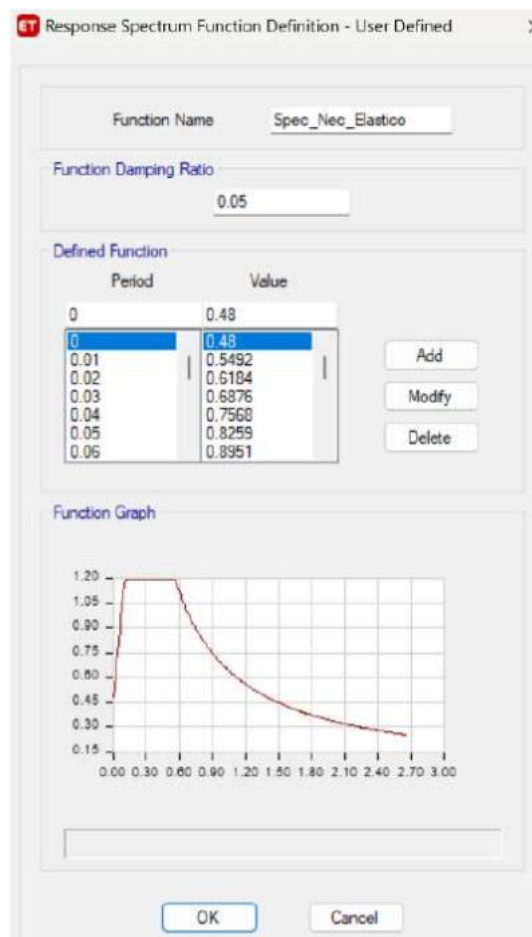 ET Response Spectrum Function Definition - User Defined
Function Name Spec_Nec_Elastico
Function Damping Ratio
0.05
Defined Function
Period Value
0 0.48
0 0.48
0.01 0.5492
0.02 0.6184
0.03 0.6876
0.04 0.7568
0.05 0.8259
0.06 0.8951
Add
Modify
Delete
Function Graph
1.20
1.05
0.90
0.75
0.60
0.45
0.30
0.15
0.00 0.30 0.60 0.90 1.20 1.50 1.80 2.10 2.40 2.70 3.00
OK Cancel